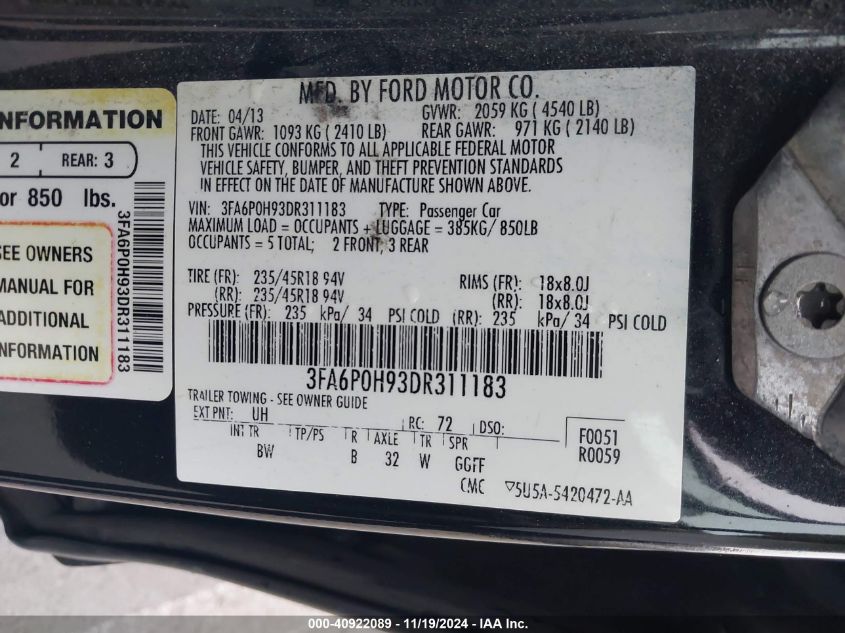 NFORMATION
2 REAR: 3
or 850 lbs.
SEE OWNERS
MANUAL FOR
ADDITIONAL
NFORMATION
3FA6P0H93DR311183
MFD. BY FORD MOTOR CO.
DATE: 04/13 GVWR: 2059 KG ( 4540 LB)
FRONT GAWR: 1093 KG ( 2410 LB) REAR GAWR: 971 KG ( 2140 LB)
THIS VEHICLE CONFORMS TO ALL APPLICABLE FEDERAL MOTOR
VEHICLE SAFETY, BUMPER, AND THEFT PREVENTION STANDARDS
IN EFFECT ON THE DATE OF MANUFACTURE SHOWN ABOVE.
VIN: 3FA6P0H93DR311183 TYPE: Passenger Car
MAXIMUM LOAD = OCCUPANTS + LUGGAGE = 385KG/ 850LB
OCCUPANTS = 5 TOTAL; 2 FRONT, 3 REAR
TIRE (FR): 235/45R18 94V RIMS (FR): 18x8.0J
(RR): 235/45R18 94V (RR): 18x8.0J
PRESSURE (FR): 235 kPa/ 34 PSI COLD (RR): 235 kPa/ 34 PSI COLD
3FA6P0H93DR311183
TRAILER TOWING - SEE OWNER GUIDE
EXT PNT: UH RC: 72 DSO: F0051
INT TR TP/PS R AXLE TR SPR R0059
BW B 32 W GGFF
CMC 5U5A-5420472-AA
000-40922089 - 11/19/2024 - IAA Inc.